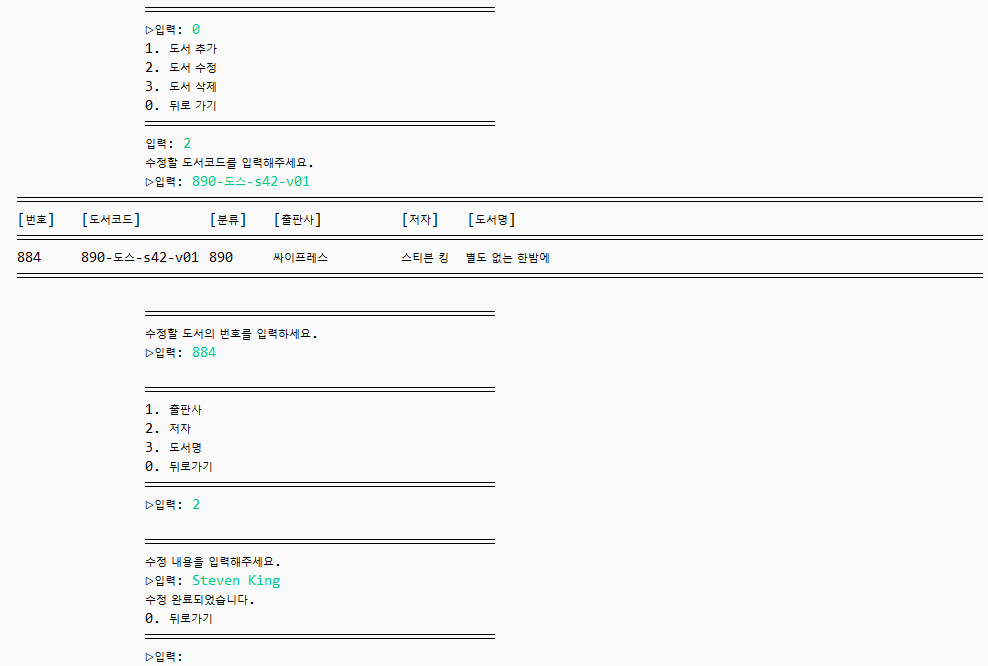 ▷입력: 0
1. 도서 추가
2. 도서 수정
3. 도서 삭제
0. 뒤로 가기
입력: 2
수정할 도서코드를 입력해주세요.
▷입력: 890-도스-s42-v01
[번호] [도서코드] [분류] [출판사] [저자] [도서명]
884 890-도스-s42-v01 890 싸이프레스 스티븐 킹 별도 없는 한밤에
수정할 도서의 번호를 입력하세요.
▷입력: 884
1. 출판사
2. 저자
3. 도서명
0. 뒤로가기
▷입력: 2
수정 내용을 입력해주세요.
▷입력: Steven King
수정 완료되었습니다.
0. 뒤로가기
▷입력: